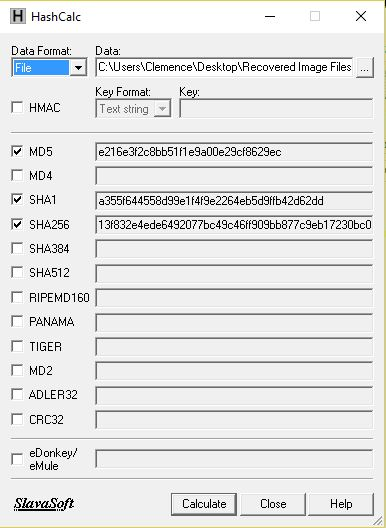 HashCalc
Data Format: Data:
File C:\Users\Clemence\Desktop\Recovered Image Files ...
Key Format: Key:
HMAC Text string
MD5 e216e3f2c8bb51f1e9a00e29cf8629ec
MD4
SHA1 a355f644558d99e1f4f9e2264eb5d9ffb42d62dd
SHA256 13f832e4ede6492077bc49c46ff909bb877c9eb17230bc0
SHA384
SHA512
RIPEMD160
PANAMA
TIGER
MD2
ADLER32
CRC32
eDonkey/
eMule
SlavaSoft Calculate Close Help